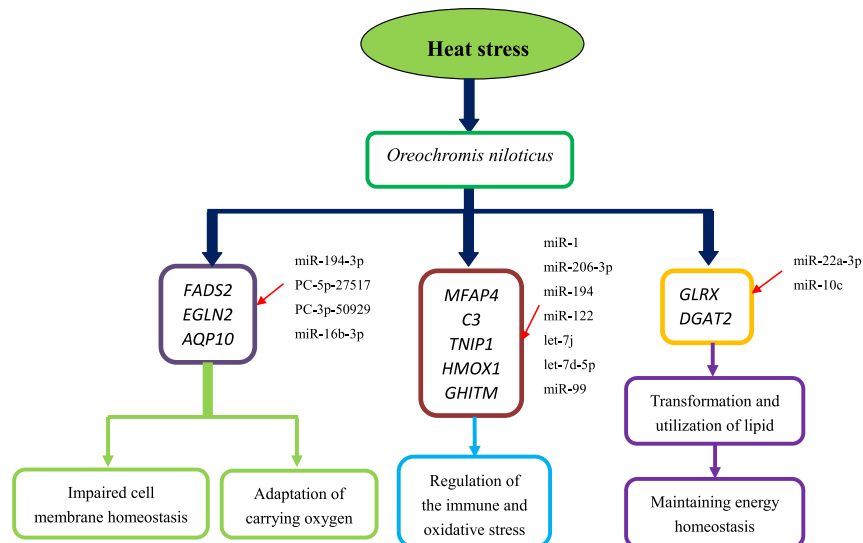 Heat stress
Oreochromis niloticus
FADS2
EGLN2
AQP10
miR-194-3p
PC-5p-27517
PC-3p-50929
miR-16b-3p
MFAP4
C3
TNIP1
HMOX1
GHITM
miR-1
miR-206-3p
miR-194
miR-122
let-7j
let-7d-5p
miR-99
GLRX
DGAT2
miR-22a-3p
miR-10c
Impaired cell
membrane homeostasis
Adaptation of
carrying oxygen
Regulation of
the immune and
oxidative stress
Transformation and
utilization of lipid
Maintaining energy
homeostasis